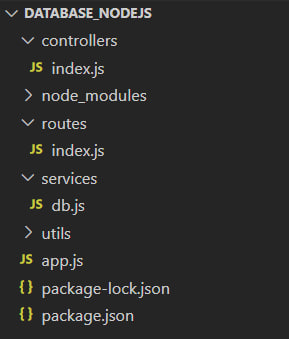 DATABASE_NODEJS
controllers
JS index.js
node_modules
routes
JS index.js
services
JS db.js
utils
JS app.js
{} package-lock.json
{} package.json